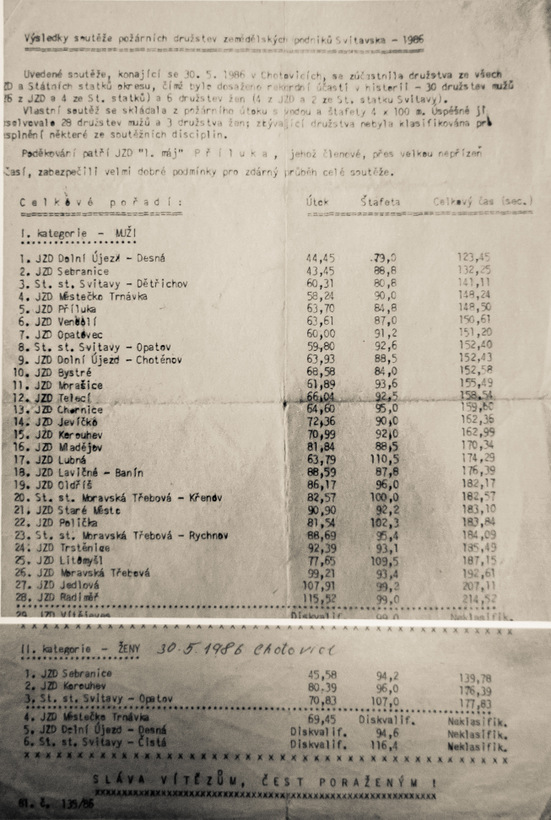 Výsledky soutěže požárních družstev zemědělských podniků Svitavska - 1986
Uvedené soutěže, konající se 30. 5. 1986 v Chotovicích, se zúčastnila družstva ze všech
ZD a Státních statků okresu, čímž bylo dosaženo rekordní účasti v historii - 30 družstev mužů
26 z JZD a 4 ze St. statků) a 6 družstev žen (4 z JZD a 2 ze St. statku Svitavy).
Vlastní soutěž se skládala z požárního útoku s vodou a štafety 4 x 100 m. Úspěšně ji
bsolvovalo 28 družstev mužů a 3 družstva žen; zbývající družstva nebyla klasifikována pro
splnění některé ze soutěžních disciplin.
Poděkování patří JZD "1. máj" P ř í l u k a , jehož členové, přes velkou nepřízeň
časí, zabezpečili velmi dobré podmínky pro zdárný průběh celé soutěže.
C e l k o v é p o ř a d í : Útok Štafeta Celkový čas (sec.)
I. kategorie - MUŽI
1. JZD Dolní Újezd - Desná 44,45 79,0 123,45
2. JZD Sebranice 43,45 88,8 132,25
3. St. st. Svitavy - Dětřichov 60,31 80,8 141,11
4. JZD Městečko Trnávka 58,24 90,0 148,24
5. JZD Příluka 63,70 84,8 148,50
6. JZD Vendolí 63,61 87,0 150,61
7. JZD Opatovec 60,00 91,2 151,20
8. St. st. Svitavy - Opatov 59,80 92,6 152,40
9. JZD Dolní Újezd - Choténov 63,93 88,5 152,43
10. JZD Bystré 68,58 84,0 152,58
11. JZD Morašice 61,89 93,6 155,49
12. JZD Telecí 66,04 92,5 158,54
13. JZD Chornice 64,60 95,0 159,60
14. JZD Jevíčko 72,36 90,0 162,36
15. JZD Korouhev 70,99 92,0 162,99
16. JZD Mladějov 81,84 88,5 170,34
17. JZD Lubná 63,79 110,5 174,29
18. JZD Lavičné - Banín 88,59 87,8 176,39
19. JZD Oldřiš 86,17 96,0 182,17
20. St. st. Moravská Třebová - Křenov 82,57 100,0 182,57
21. JZD Staré Město 90,90 92,2 183,10
22. JZD Polička 81,54 102,3 183,84
23. St. st. Moravská Třebová - Rychnov 88,69 95,4 184,09
24. JZD Trstěnice 92,39 93,1 185,49
25. JZD Litomyšl 77,65 109,5 187,15
26. JZD Moravská Třebová 99,21 93,4 192,61
27. JZD Jedlová 107,91 99,2 207,11
28. JZD Radiměř 115,52 99,0 214,52
29. JZD Vítějeves Diskvalif. 99,0
II. kategorie - ŽENY 30.5 1986 Chotovice
1. JZD Sebranice 45,58 94,2 139,78
2. JZD Korouhev 80,39 96,0 176,39
3. St. st. Svitavy - Opatov 70,83 107,0 177,83
4. JZD Městečko Trnávka 69,45 Diskvalif. Neklasifik.
5. JZD Dolní Újezd - Desná Diskvalif. 94,6 Neklasifik.
6. St. st. Svitavy - Čistá Diskvalif. 116,4 Neklasifik.
x x x x x x x x x x x x x x x x x x x x x x x x x x x x x x x x x x x
SLÁVA VÍTĚZŮM, ČEST PORAŽENÝM !
Bl. č. 135/86